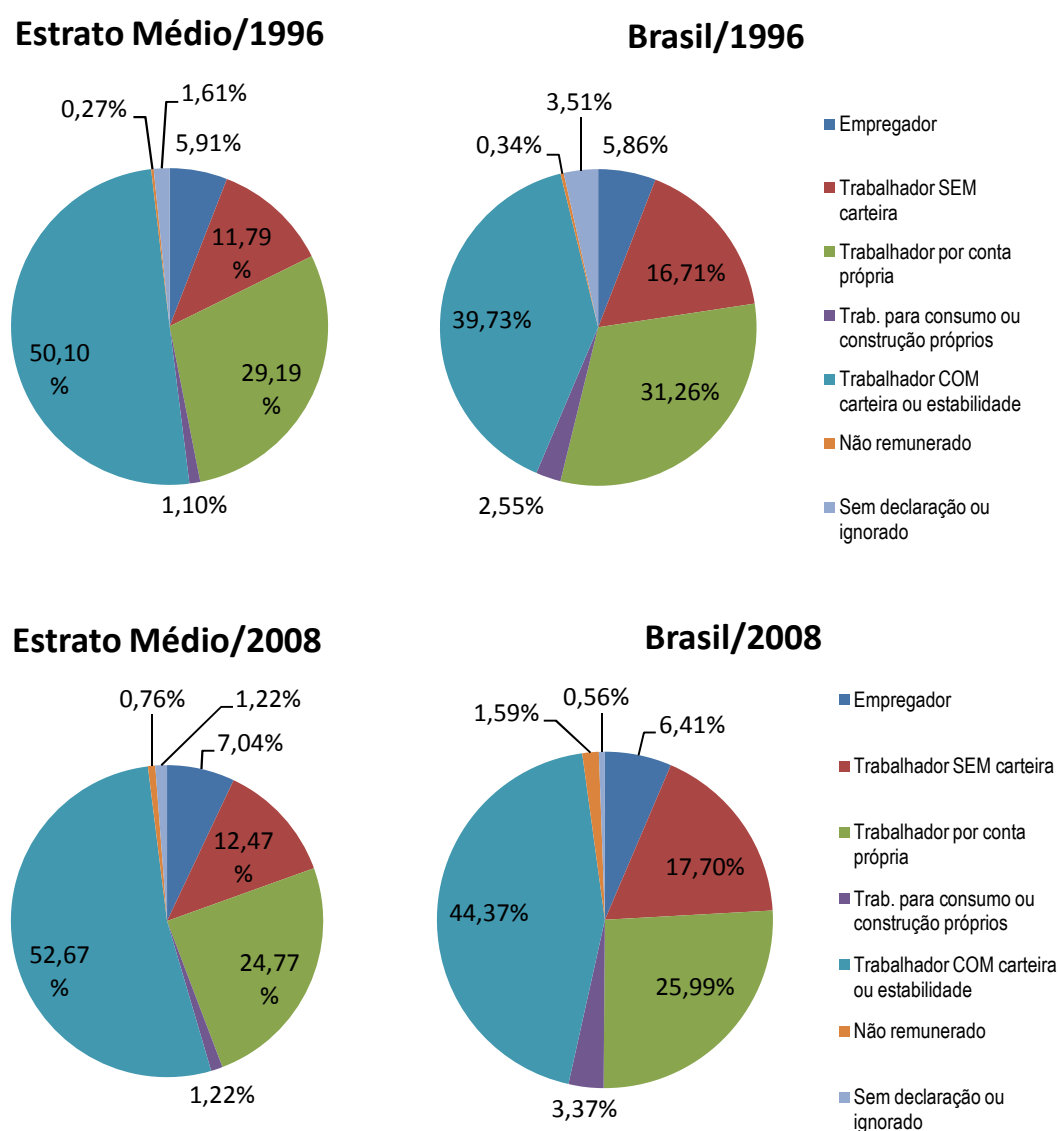 Estrato Médio/1996
Brasil/1996
0,27%
1,61%
5,91%
11,79
%
29,19
%
1,10%
50,10
%
3,51%
0,34%
5,86%
16,71%
31,26%
2,55%
39,73%
Empregador
Trabalhador SEM
carteira
Trabalhador por conta
própria
Trab. para consumo ou
construção próprios
Trabalhador COM
carteira ou estabilidade
Não remunerado
Sem declaração ou
ignorado
Estrato Médio/2008
Brasil/2008
0,76%
1,22%
7,04%
12,47
%
24,77
%
1,22%
52,67
%
0,56%
1,59%
6,41%
17,70%
25,99%
3,37%
44,37%
Empregador
Trabalhador SEM carteira
Trabalhador por conta
própria
Trab. para consumo ou
construção próprios
Trabalhador COM carteira
ou estabilidade
Não remunerado
Sem declaração ou
ignorado